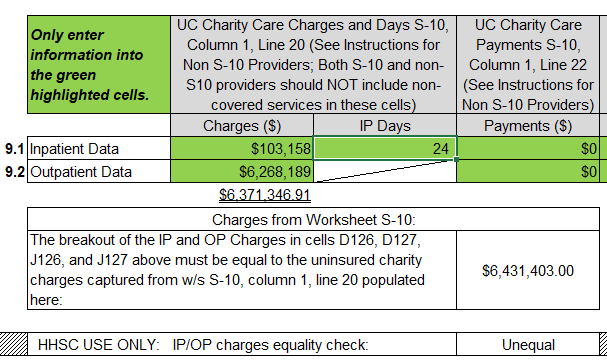 Only enter
information into
the green
highlighted cells.
UC Charity Care Charges and Days S-10,
Column 1, Line 20 (See Instructions for
Non S-10 Providers; Both S-10 and non-
S10 providers should NOT include non-
covered services in these cells)
UC Charity Care
Payments S-10,
Column 1, Line 22
(See Instructions for
Non S-10 Providers)
Charges ($) IP Days Payments ($)
9.1 Inpatient Data $103,158 24 $0
9.2 Outpatient Data $6,268,189 $0
$6,371,346.91
Charges from Worksheet S-10:
The breakout of the IP and OP Charges in cells D126, D127,
J126, and J127 above must be equal to the uninsured charity
charges captured from w/s S-10, column 1, line 20 populated
here:
$6,431,403.00
HHSC USE ONLY: IP/OP charges equality check: Unequal